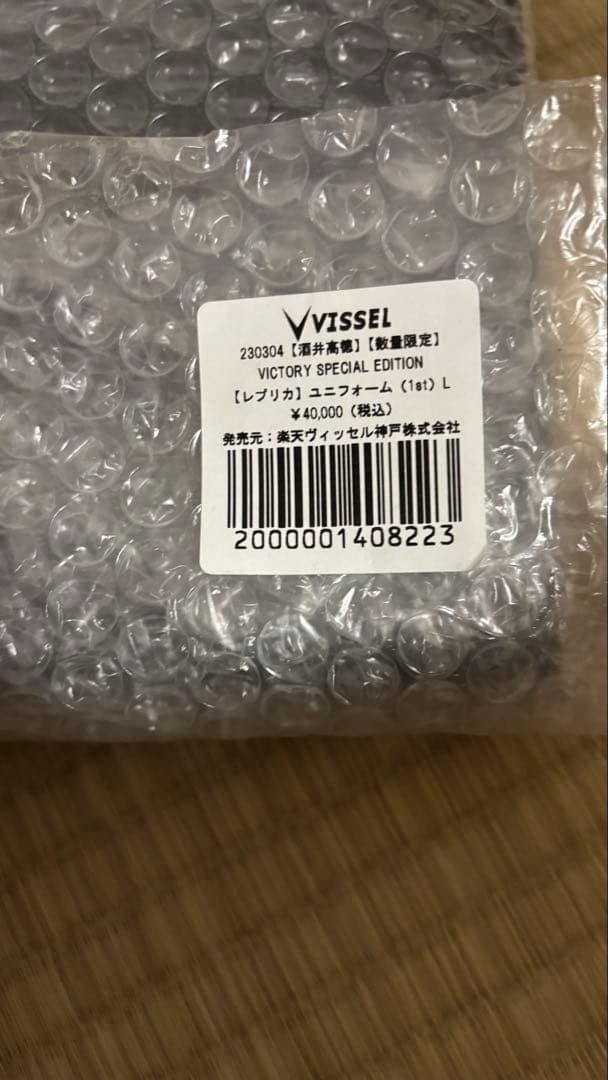 VISSEL
230304【酒井高徳】【数量限定】
VICTORY SPECIAL EDITION
【レプリカ】ユニフォーム（1st）L
¥40,000（税込）
発売元：楽天ヴィッセル神戸株式会社
2000001408223